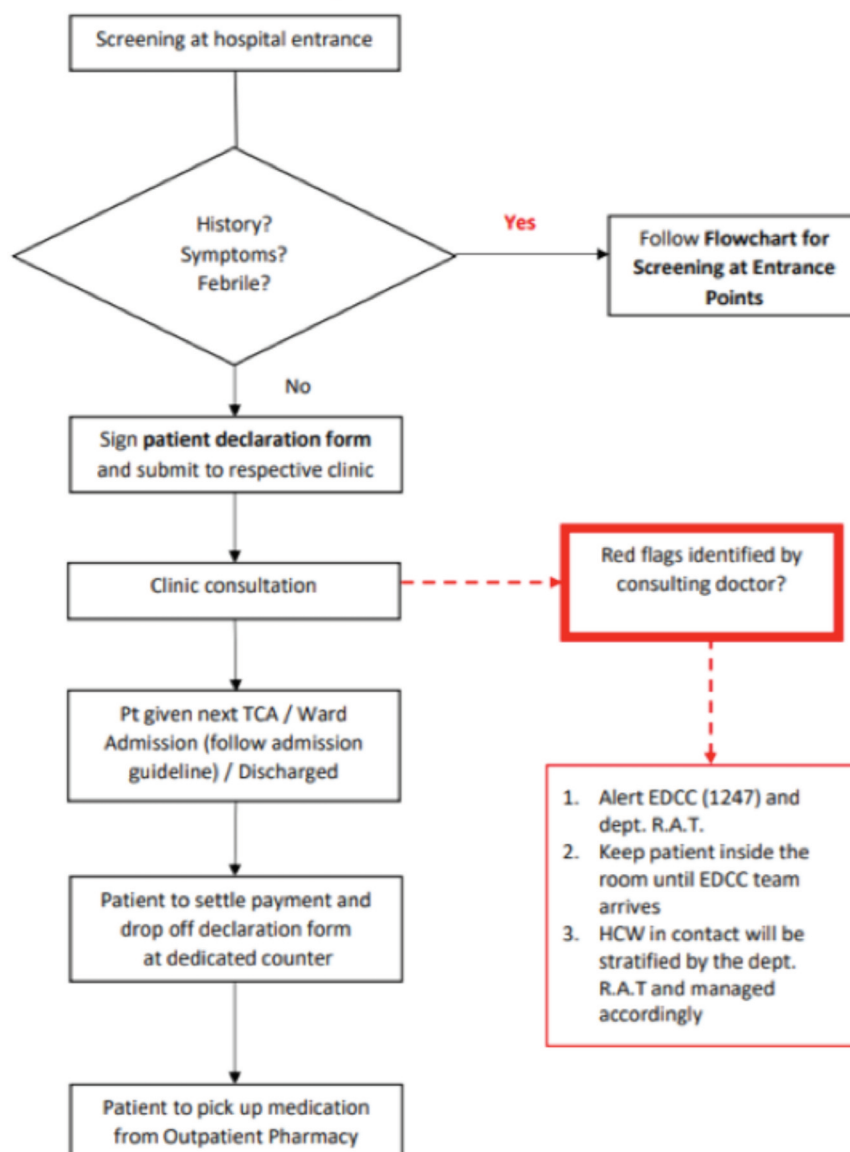 Screening at hospital entrance
History?
Symptoms?
Febrile?
Yes
Follow Flowchart for
Screening at Entrance
Points
No
Sign patient declaration form
and submit to respective clinic
Clinic consultation
Red flags identified by
consulting doctor?
Pt given next TCA / Ward
Admission (follow admission
guideline) / Discharged
1. Alert EDCC (1247) and
dept. R.A.T.
2. Keep patient inside the
room until EDCC team
arrives
3. HCW in contact will be
stratified by the dept.
R.A.T and managed
accordingly
Patient to settle payment and
drop off declaration form
at dedicated counter
Patient to pick up medication
from Outpatient Pharmacy